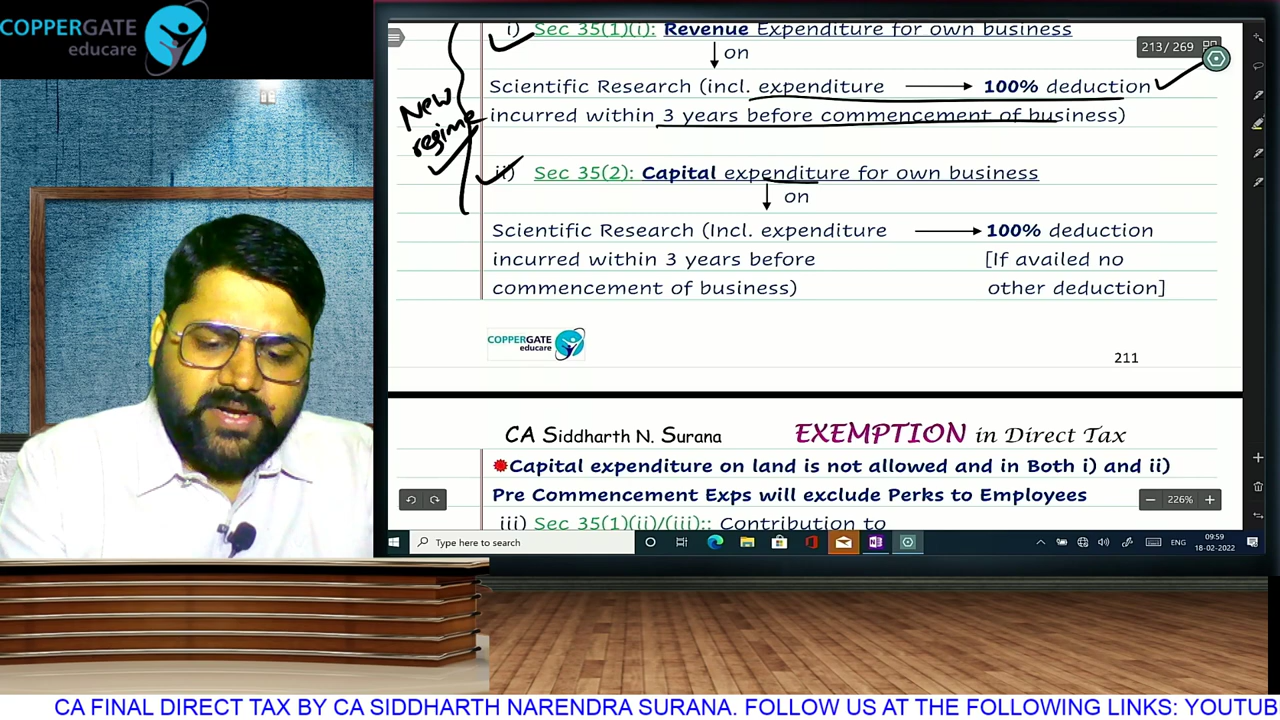 COPPERGATE
educare
i) Sec 35(1)(i): Revenue Expenditure for own business
on
213/269
Scientific Research (incl. expenditure 100% deduction
incurred within 3 years before commencement of business)
New
regime
ii) Sec 35(2): Capital expenditure for own business
on
Scientific Research (Incl. expenditure 100% deduction
incurred within 3 years before [If availed no
commencement of business) other deduction]
COPPERGATE
educare
211
CA Siddharth N. Surana EXEMPTION in Direct Tax
Capital expenditure on land is not allowed and in Both i) and ii)
Pre Commencement Exps will exclude Perks to Employees
226%
iii) Sec 35(1)(ii)/(iii):: Contribution to
Type here to search
ENG
09:59
18-02-2022
CA FINAL DIRECT TAX BY CA SIDDHARTH NARENDRA SURANA. FOLLOW US AT THE FOLLOWING LINKS: YOUTUB